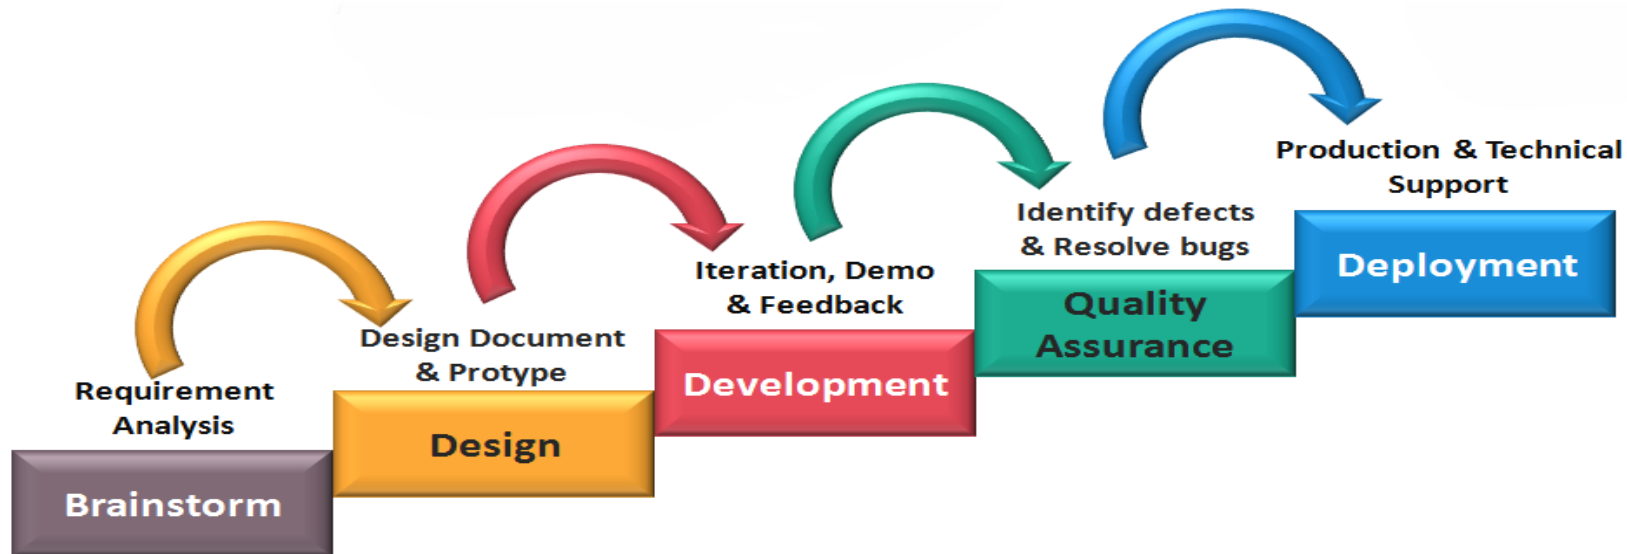 Requirement
Analysis
Brainstorm
Design Document
& Protype
Design
Iteration, Demo
& Feedback
Development
Identify defects
& Resolve bugs
Quality
Assurance
Production & Technical
Support
Deployment